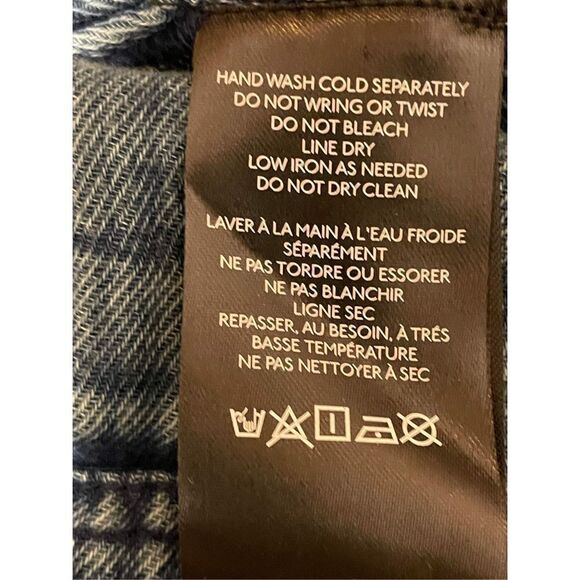 HAND WASH COLD SEPARATELY
DO NOT WRING OR TWIST
DO NOT BLEACH
LINE DRY
LOW IRON AS NEEDED
DO NOT DRY CLEAN
LAVER À LA MAIN À L'EAU FROIDE
SÉPARÉMENT
NE PAS TORDRE OU ESSORER
NE PAS BLANCHIR
LIGNE SEC
REPASSER, AU BESOIN, À TRÉS
BASSE TEMPÉRATURE
NE PAS NETTOYER À SEC